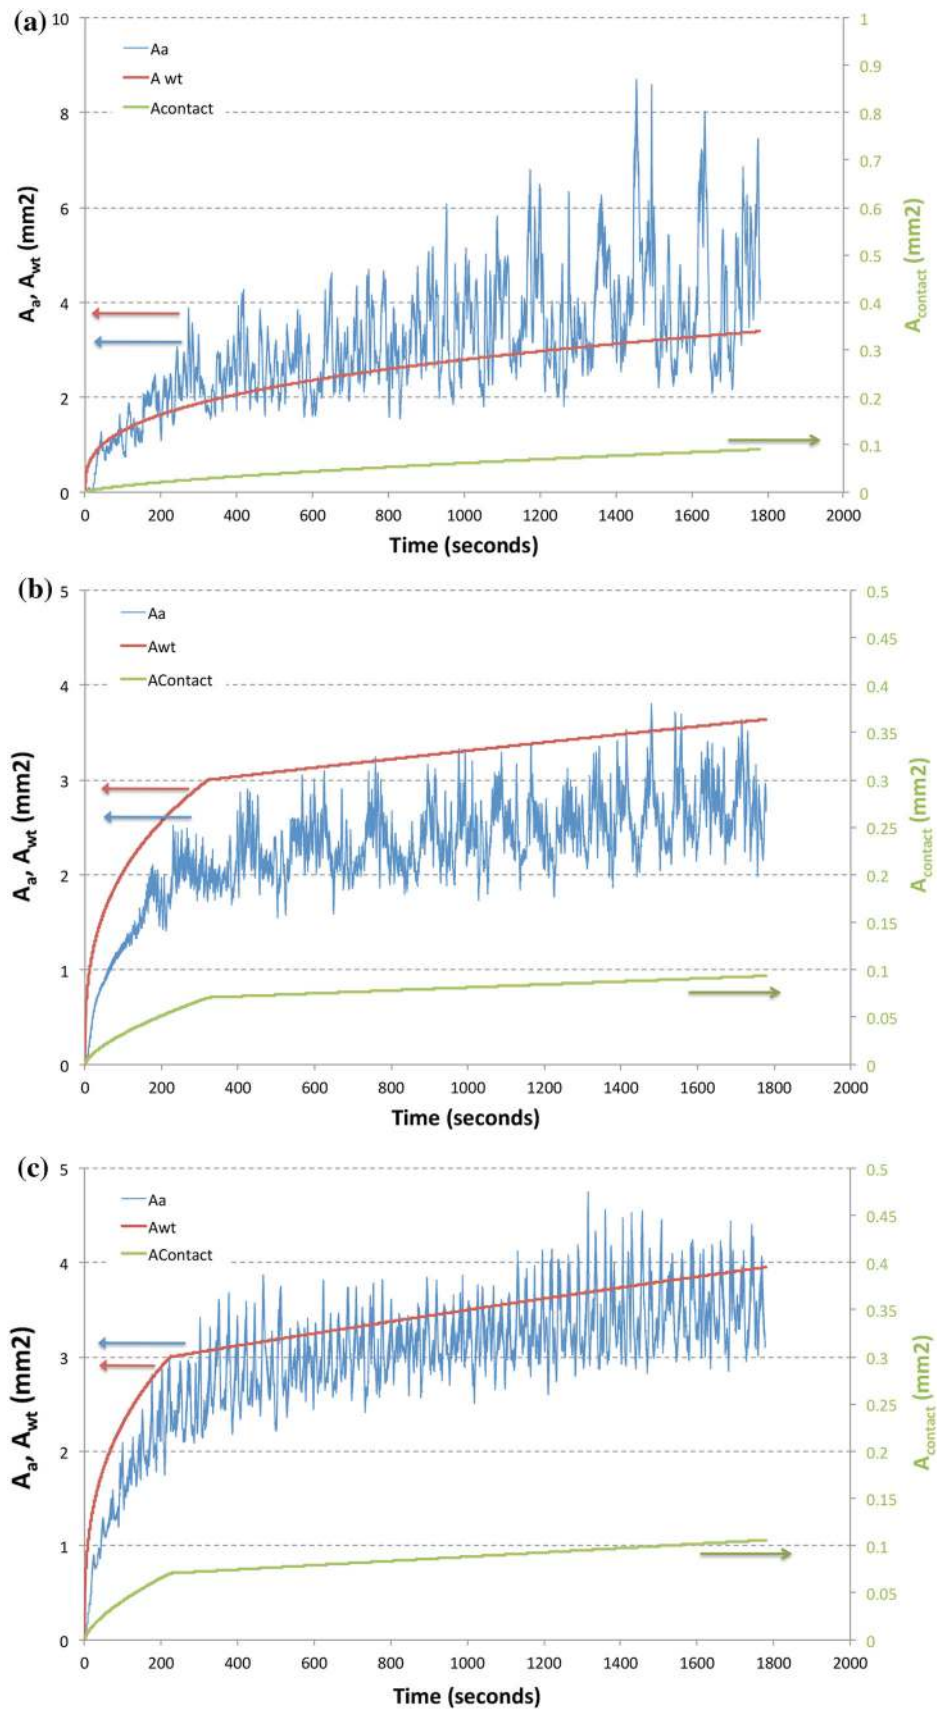 (a)
10
8
6
4
2
0
Aa, Awt (mm2)
Aa
A wt
Acontact
1
0.9
0.8
0.7
0.6
0.5
0.4
0.3
0.2
0.1
0
Acontact (mm2)
0 200 400 600 800 1000 1200 1400 1600 1800 2000
Time (seconds)
(b)
5
4
3
2
1
0
Aa, Awt (mm2)
Aa
Awt
AContact
0.5
0.45
0.4
0.35
0.3
0.25
0.2
0.15
0.1
0.05
0
Acontact (mm2)
0 200 400 600 800 1000 1200 1400 1600 1800 2000
Time (seconds)
(c)
5
4
3
2
1
0
Aa, Awt (mm2)
Aa
Awt
AContact
0.5
0.45
0.4
0.35
0.3
0.25
0.2
0.15
0.1
0.05
0
Acontact (mm2)
0 200 400 600 800 1000 1200 1400 1600 1800 2000
Time (seconds)